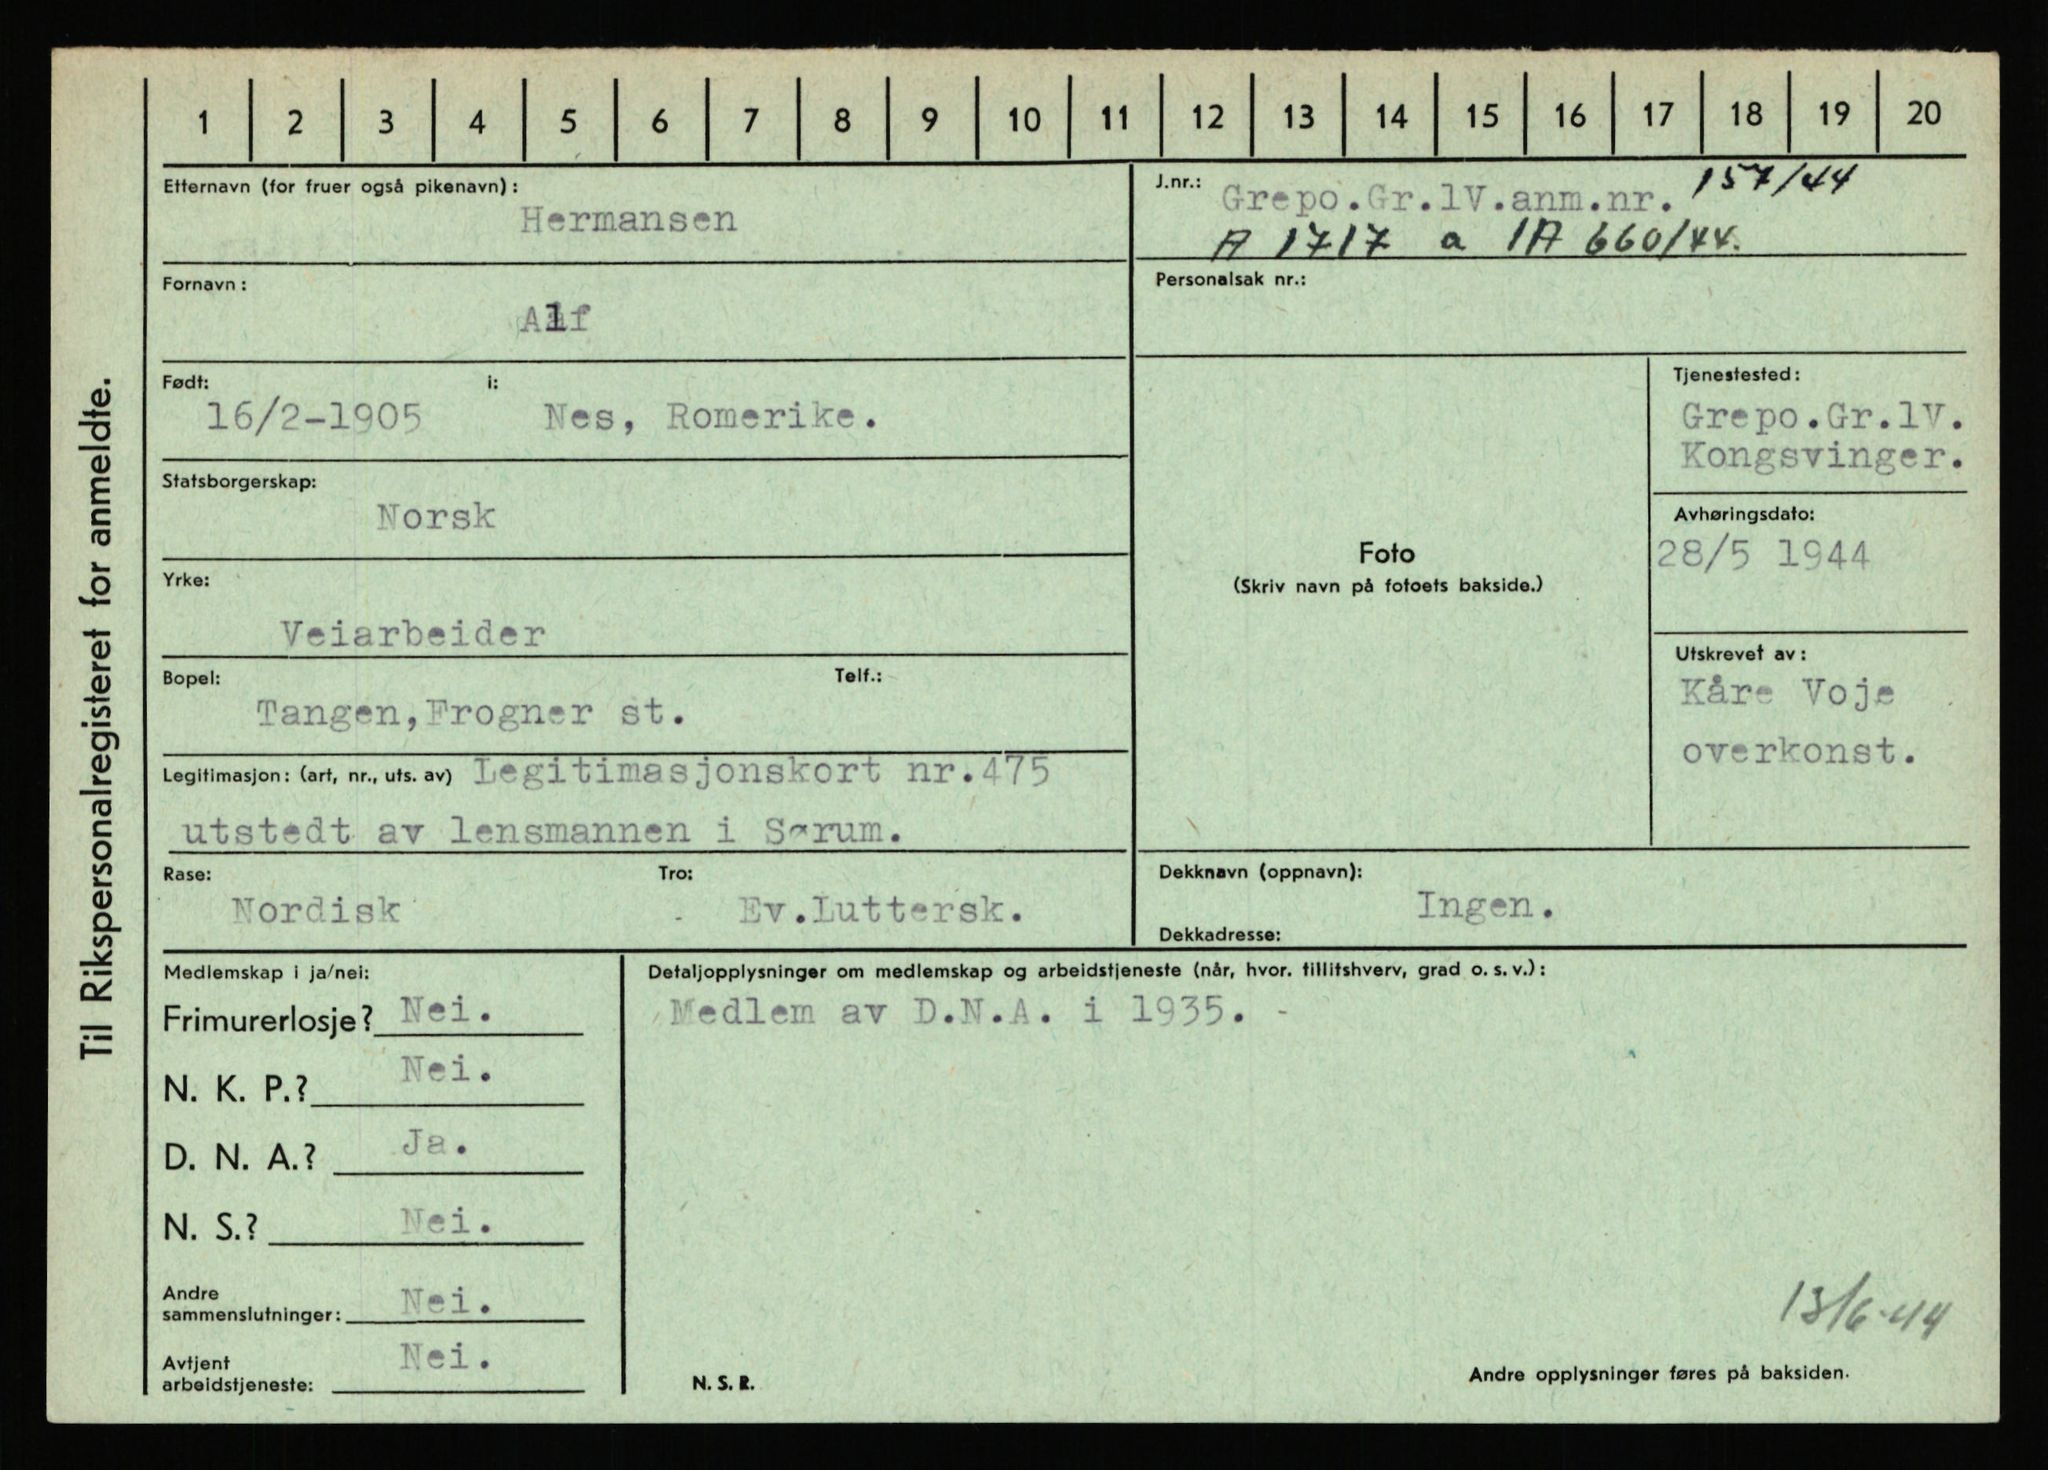 1 2 3 4 5 6 7 8 9 10 11 12 13 14 15 16 17 18 19 20
Til Rikspersonalregisteret for anmeldte.
Etternavn (for fruer også pikenavn):
Hermansen
Fornavn:
Alf
Født: i:
16/2-1905 Nes, Romerike.
Statsborgerskap:
Norsk
Yrke:
Veiarbeider
Bopel: Telf.:
Tangen,Frogner st.
Legitimasjon: (art, nr., uts. av) Legitimasjonskort nr.475
utstedt av lensmannen i Sørum.
Rase: Tro:
Nordisk Ev.Luttersk.
J.nr.: Grepo.Gr.lV.anm.nr. 157/44
A 1717 a 1A 660/44.
Personalsak nr.:
Foto
(Skriv navn på fotoets bakside.)
Tjenestested:
Grepo.Gr.lV.
Kongsvinger.
Avhøringsdato:
28/5 1944
Utskrevet av:
Kåre Voje
overkonst.
Dekknavn (oppnavn):
Ingen.
Dekkadresse:
Medlemskap i ja/nei:
Frimurerlosje? Nei.
N. K. P.? Nei.
D. N. A.? Ja.
N. S.? Nei.
Andre
sammenslutninger: Nei.
Avtjent
arbeidstjeneste: Nei.
Detaljopplysninger om medlemskap og arbeidstjeneste (når, hvor. tillitshverv, grad o. s. v.):
Medlem av D.N.A. i 1935.
13/6-44
N. S. R.
Andre opplysninger føres på baksiden.